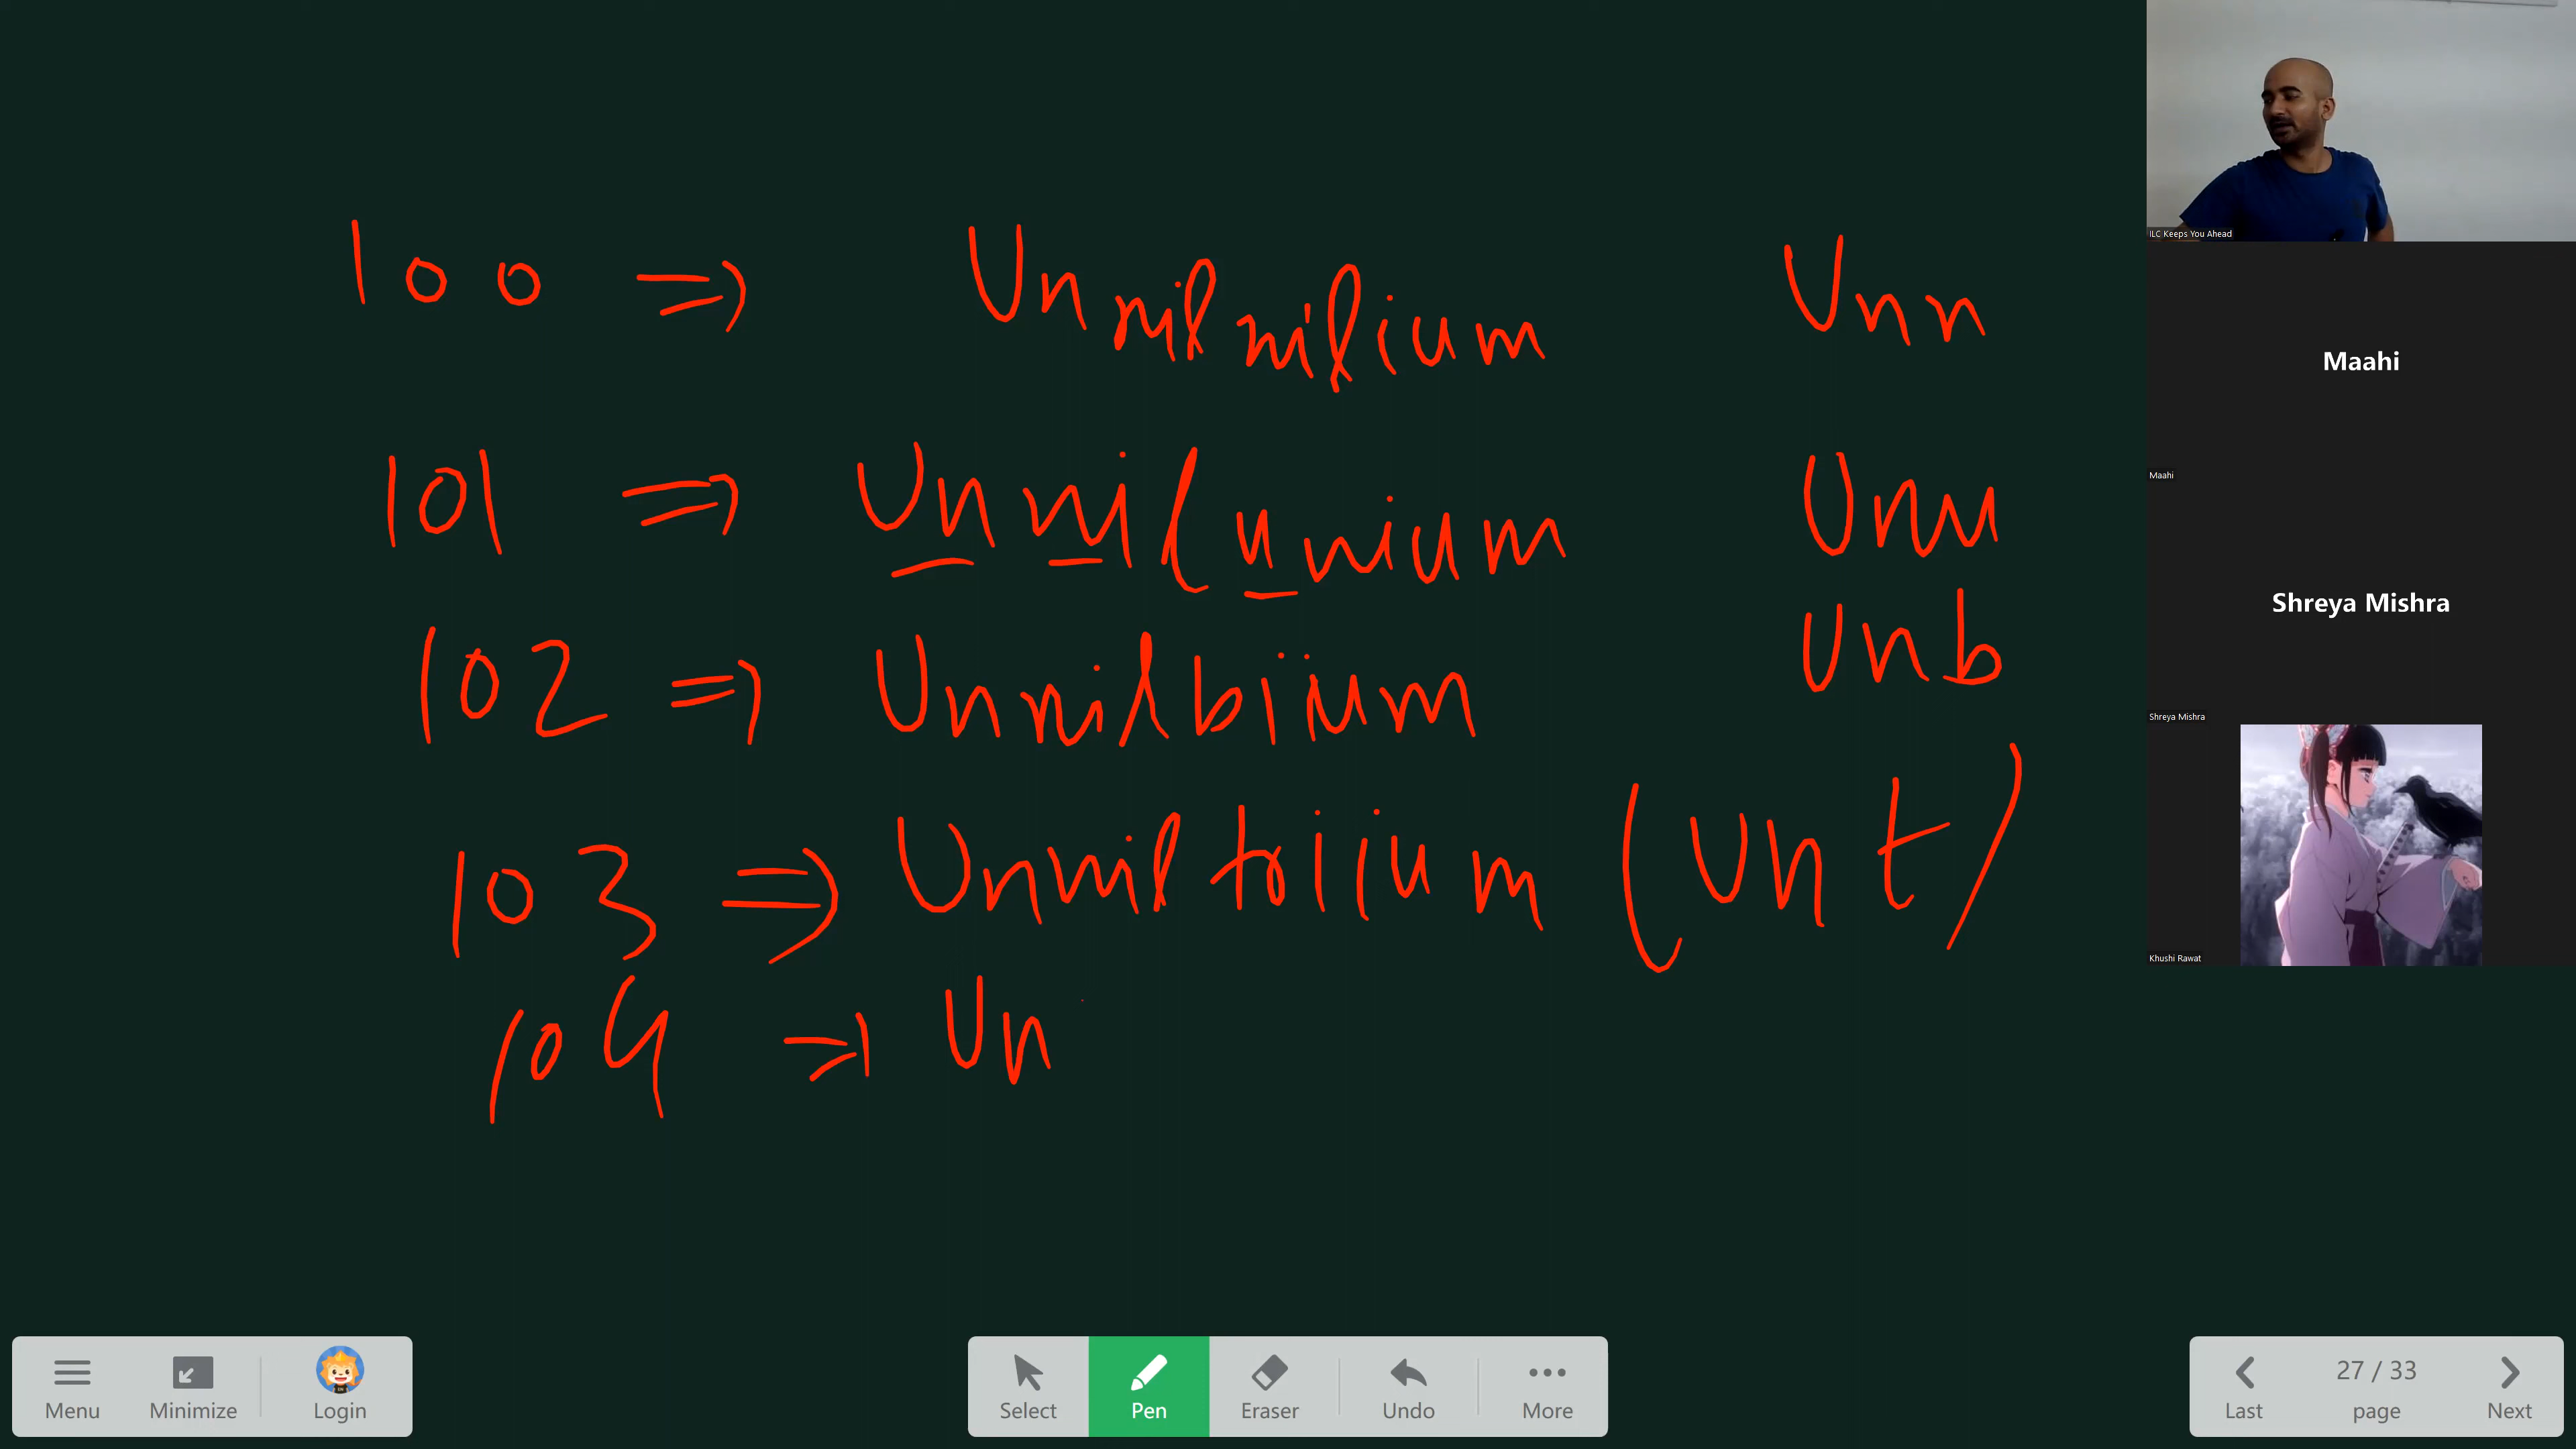 100 ⇒ Unnilnilium Unn
101 ⇒ Unnilunium Unu
102 ⇒ Unnilbiium Unb
103 ⇒ Unniltriium (Unt)
104 ⇒ Un
ILC Keeps You Ahead
Maahi
Maahi
Shreya Mishra
Shreya Mishra
Khushi Rawat
Menu Minimize Login Select Pen Eraser Undo More Last 27 / 33 page Next